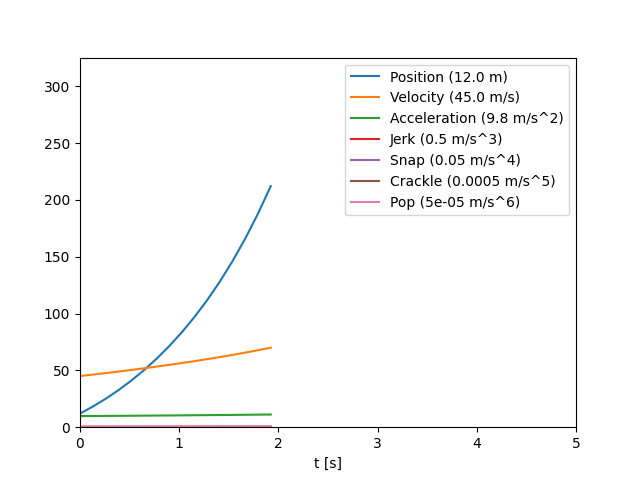 300
250
200
150
100
50
0
0 1 2 3 4 5
t [s]
Position (12.0 m)
Velocity (45.0 m/s)
Acceleration (9.8 m/s^2)
Jerk (0.5 m/s^3)
Snap (0.05 m/s^4)
Crackle (0.0005 m/s^5)
Pop (5e-05 m/s^6)